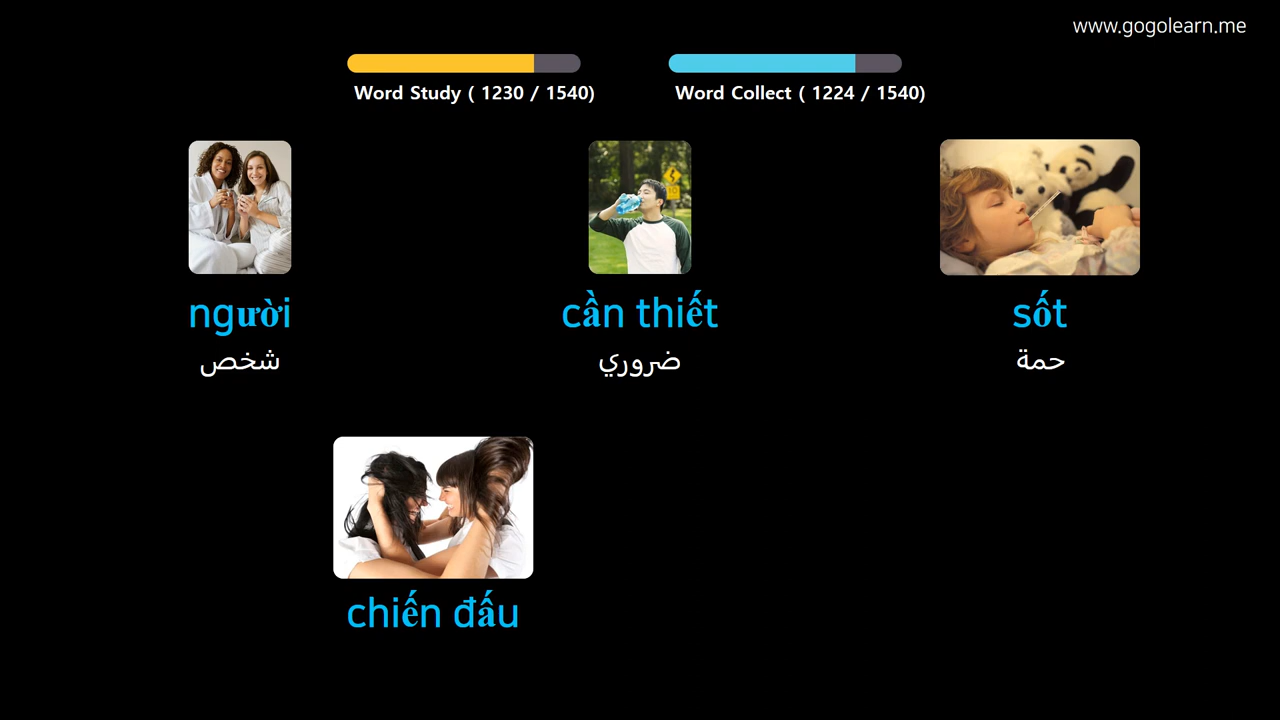 www.gogolearn.me
Word Study ( 1230 / 1540)
Word Collect ( 1224 / 1540)
người
cần thiết
sốt
شخص
ضروري
حمة
chiến đấu